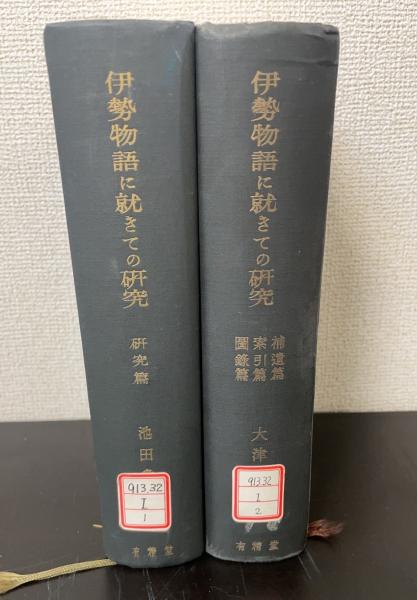 伊勢物語に就きての研究
研究篇
池田
913.32
I
1
有精堂
伊勢物語に就きての研究
補遺篇
索引篇
圖錄篇
大津
913.32
1
2
有精堂